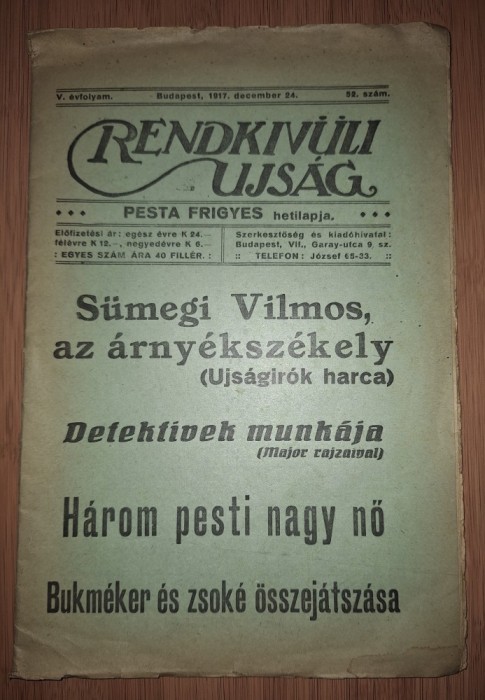 V. évfolyam. Budapest, 1917. december 24. 52. szám.
RENDKIVÜLI
UJSÁG
PESTA FRIGYES hetilapja.
Előfizetési ár: egész évre K 24.—
félévre K 12.—, negyedévre K 6.—
: EGYES SZÁM ÁRA 40 FILLÉR. :
Szerkesztőség és kiadóhivatal:
Budapest, VII., Garay-utca 9. sz.
:: TELEFON: József 65-33. ::
Sümegi Vilmos,
az árnyékszékely
(Ujságirók harca)
Detektivek munkája
(Major rajzaival)
Három pesti nagy nő
Bukméker és zsoké összejátszása